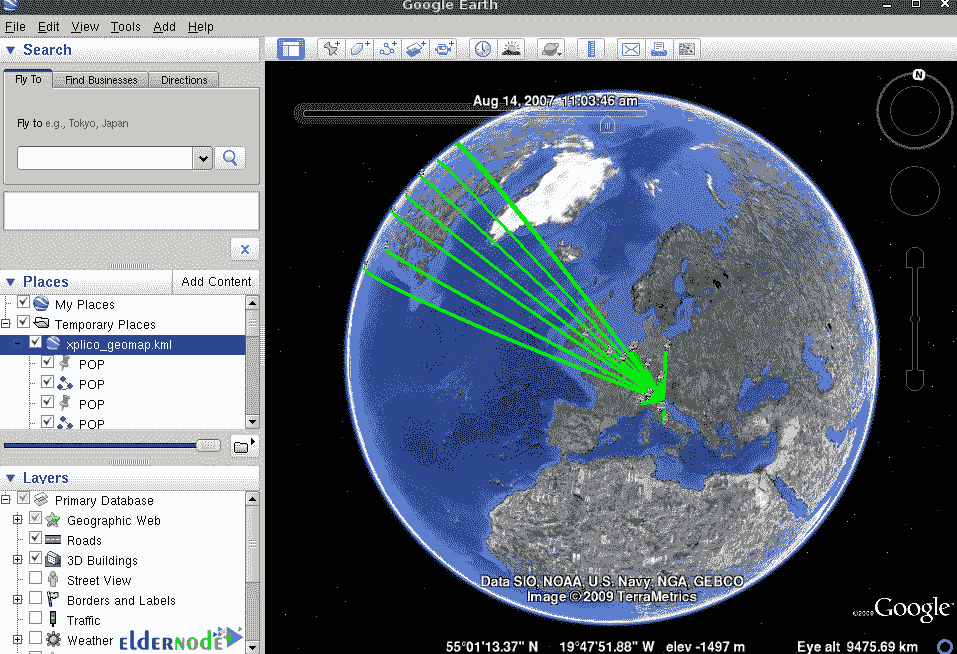 Google Earth
File Edit View Tools Add Help
Search
Fly To Find Businesses Directions
Fly to e.g., Tokyo, Japan
Places
Add Content
My Places
Temporary Places
xplico_geomap.kml
POP
POP
POP
POP
Layers
Primary Database
Geographic Web
Roads
3D Buildings
Street View
Borders and Labels
Traffic
Weather
ELDERNODE
Aug 14, 2007 11:03:46 am
N
Data SIO, NOAA, U.S. Navy, NGA, GEBCO
Image © 2009 TerraMetrics
©2009 Google
55°01'13.37" N 19°47'51.88" W elev -1497 m Eye alt 9475.69 km